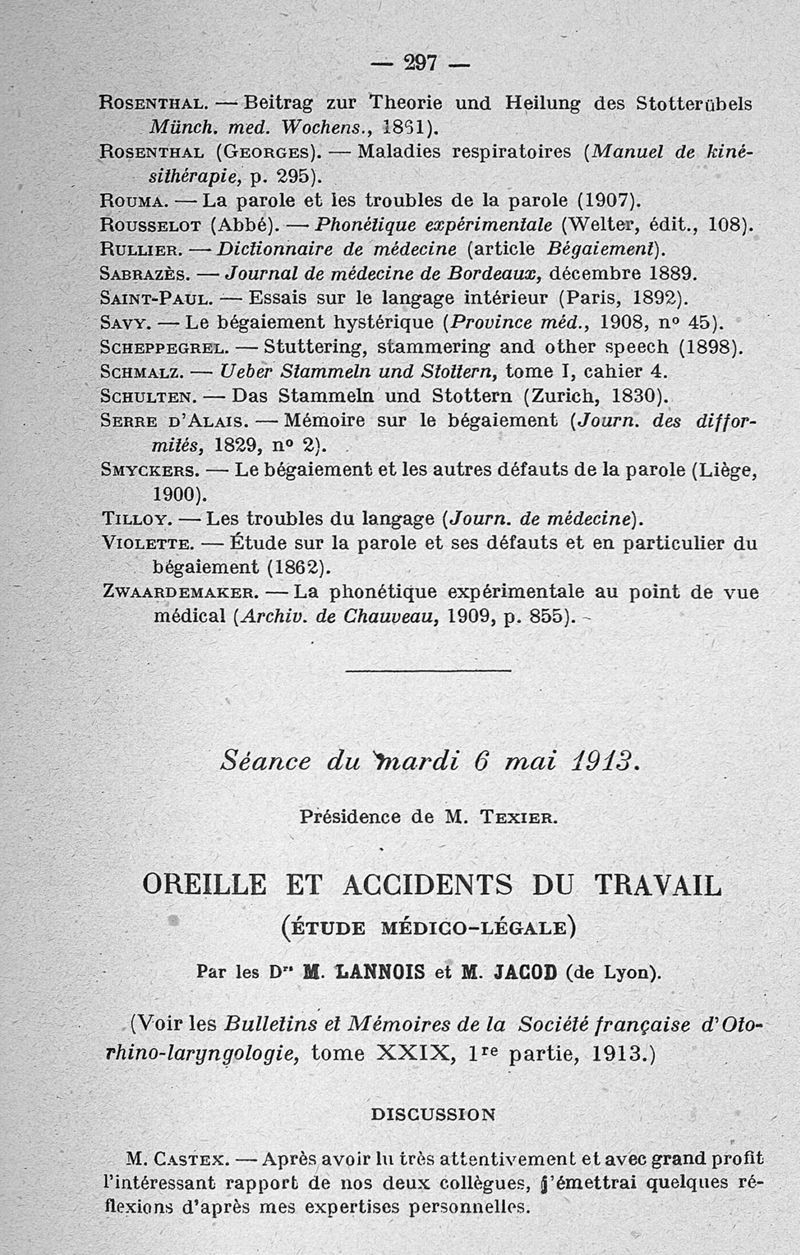 — 297 —
ROSENTHAL. — Beitrag zur Theorie und Heilung des Stotterübels
Münch. med. Wochens., 1861).
ROSENTHAL (GEORGES). — Maladies respiratoires (Manuel de kiné-
sithérapie, p. 295).
ROUMA. — La parole et les troubles de la parole (1907).
ROUSSELOT (Abbé). — Phonétique expérimentale (Welter, édit., 108).
RULLIER. — Dictionnaire de médecine (article Bégaiement).
SABRAZÈS. — Journal de médecine de Bordeaux, décembre 1889.
SAINT-PAUL. — Essais sur le langage intérieur (Paris, 1892).
SAVY. — Le bégaiement hystérique (Province méd., 1908, nº 45).
SCHEPPEGREL. — Stuttering, stammering and other speech (1898).
SCHMALZ. — Ueber Stammeln und Stottern, tome I, cahier 4.
SCHULTEN. — Das Stammeln und Stottern (Zurich, 1830).
SERRE D'ALAIS. — Mémoire sur le bégaiement (Journ. des diffor-
mités, 1829, nº 2).
SMYCKERS. — Le bégaiement et les autres défauts de la parole (Liège,
1900).
TILLOY. — Les troubles du langage (Journ. de médecine).
VIOLETTE. — Étude sur la parole et ses défauts et en particulier du
bégaiement (1862).
ZWAARDEMAKER. — La phonétique expérimentale au point de vue
médical (Archiv. de Chauveau, 1909, p. 855).
Séance du mardi 6 mai 1913.
Présidence de M. TEXIER.
OREILLE ET ACCIDENTS DU TRAVAIL
(ÉTUDE MÉDICO-LÉGALE)
Par les Drs M. LANNOIS et M. JACOD (de Lyon).
(Voir les Bulletins et Mémoires de la Société française d'Oto-
rhino-laryngologie, tome XXIX, 1re partie, 1913.)
DISCUSSION
M. CASTEX. — Après avoir lu très attentivement et avec grand profit
l'intéressant rapport de nos deux collègues, j'émettrai quelques ré-
flexions d'après mes expertises personnelles.